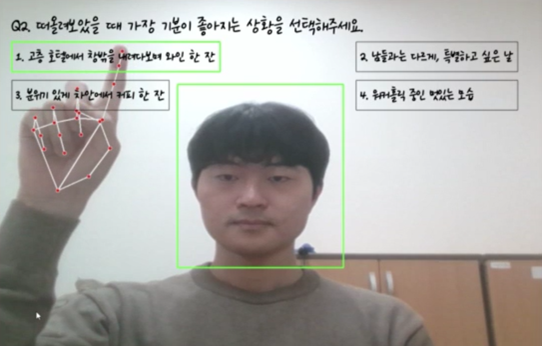 Q2. 떠올려보았을 때 가장 기분이 좋아지는 상황을 선택해주세요.
1. 고층 호텔에서 창밖을 내려다보며 와인 한 잔
2. 남들과는 다르게, 특별하고 싶은 날
3. 분위기 있게 차안에서 커피 한 잔
4. 워커홀릭 중인 멋있는 모습